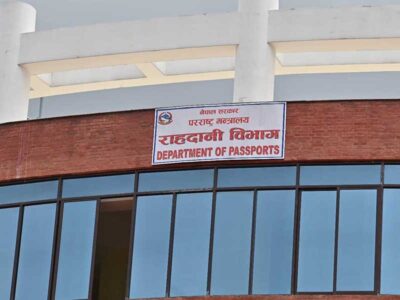 नेपाल सरकार
परराष्ट्र मन्त्रालय
राहदानी विभाग
DEPARTMENT OF PASSPORTS